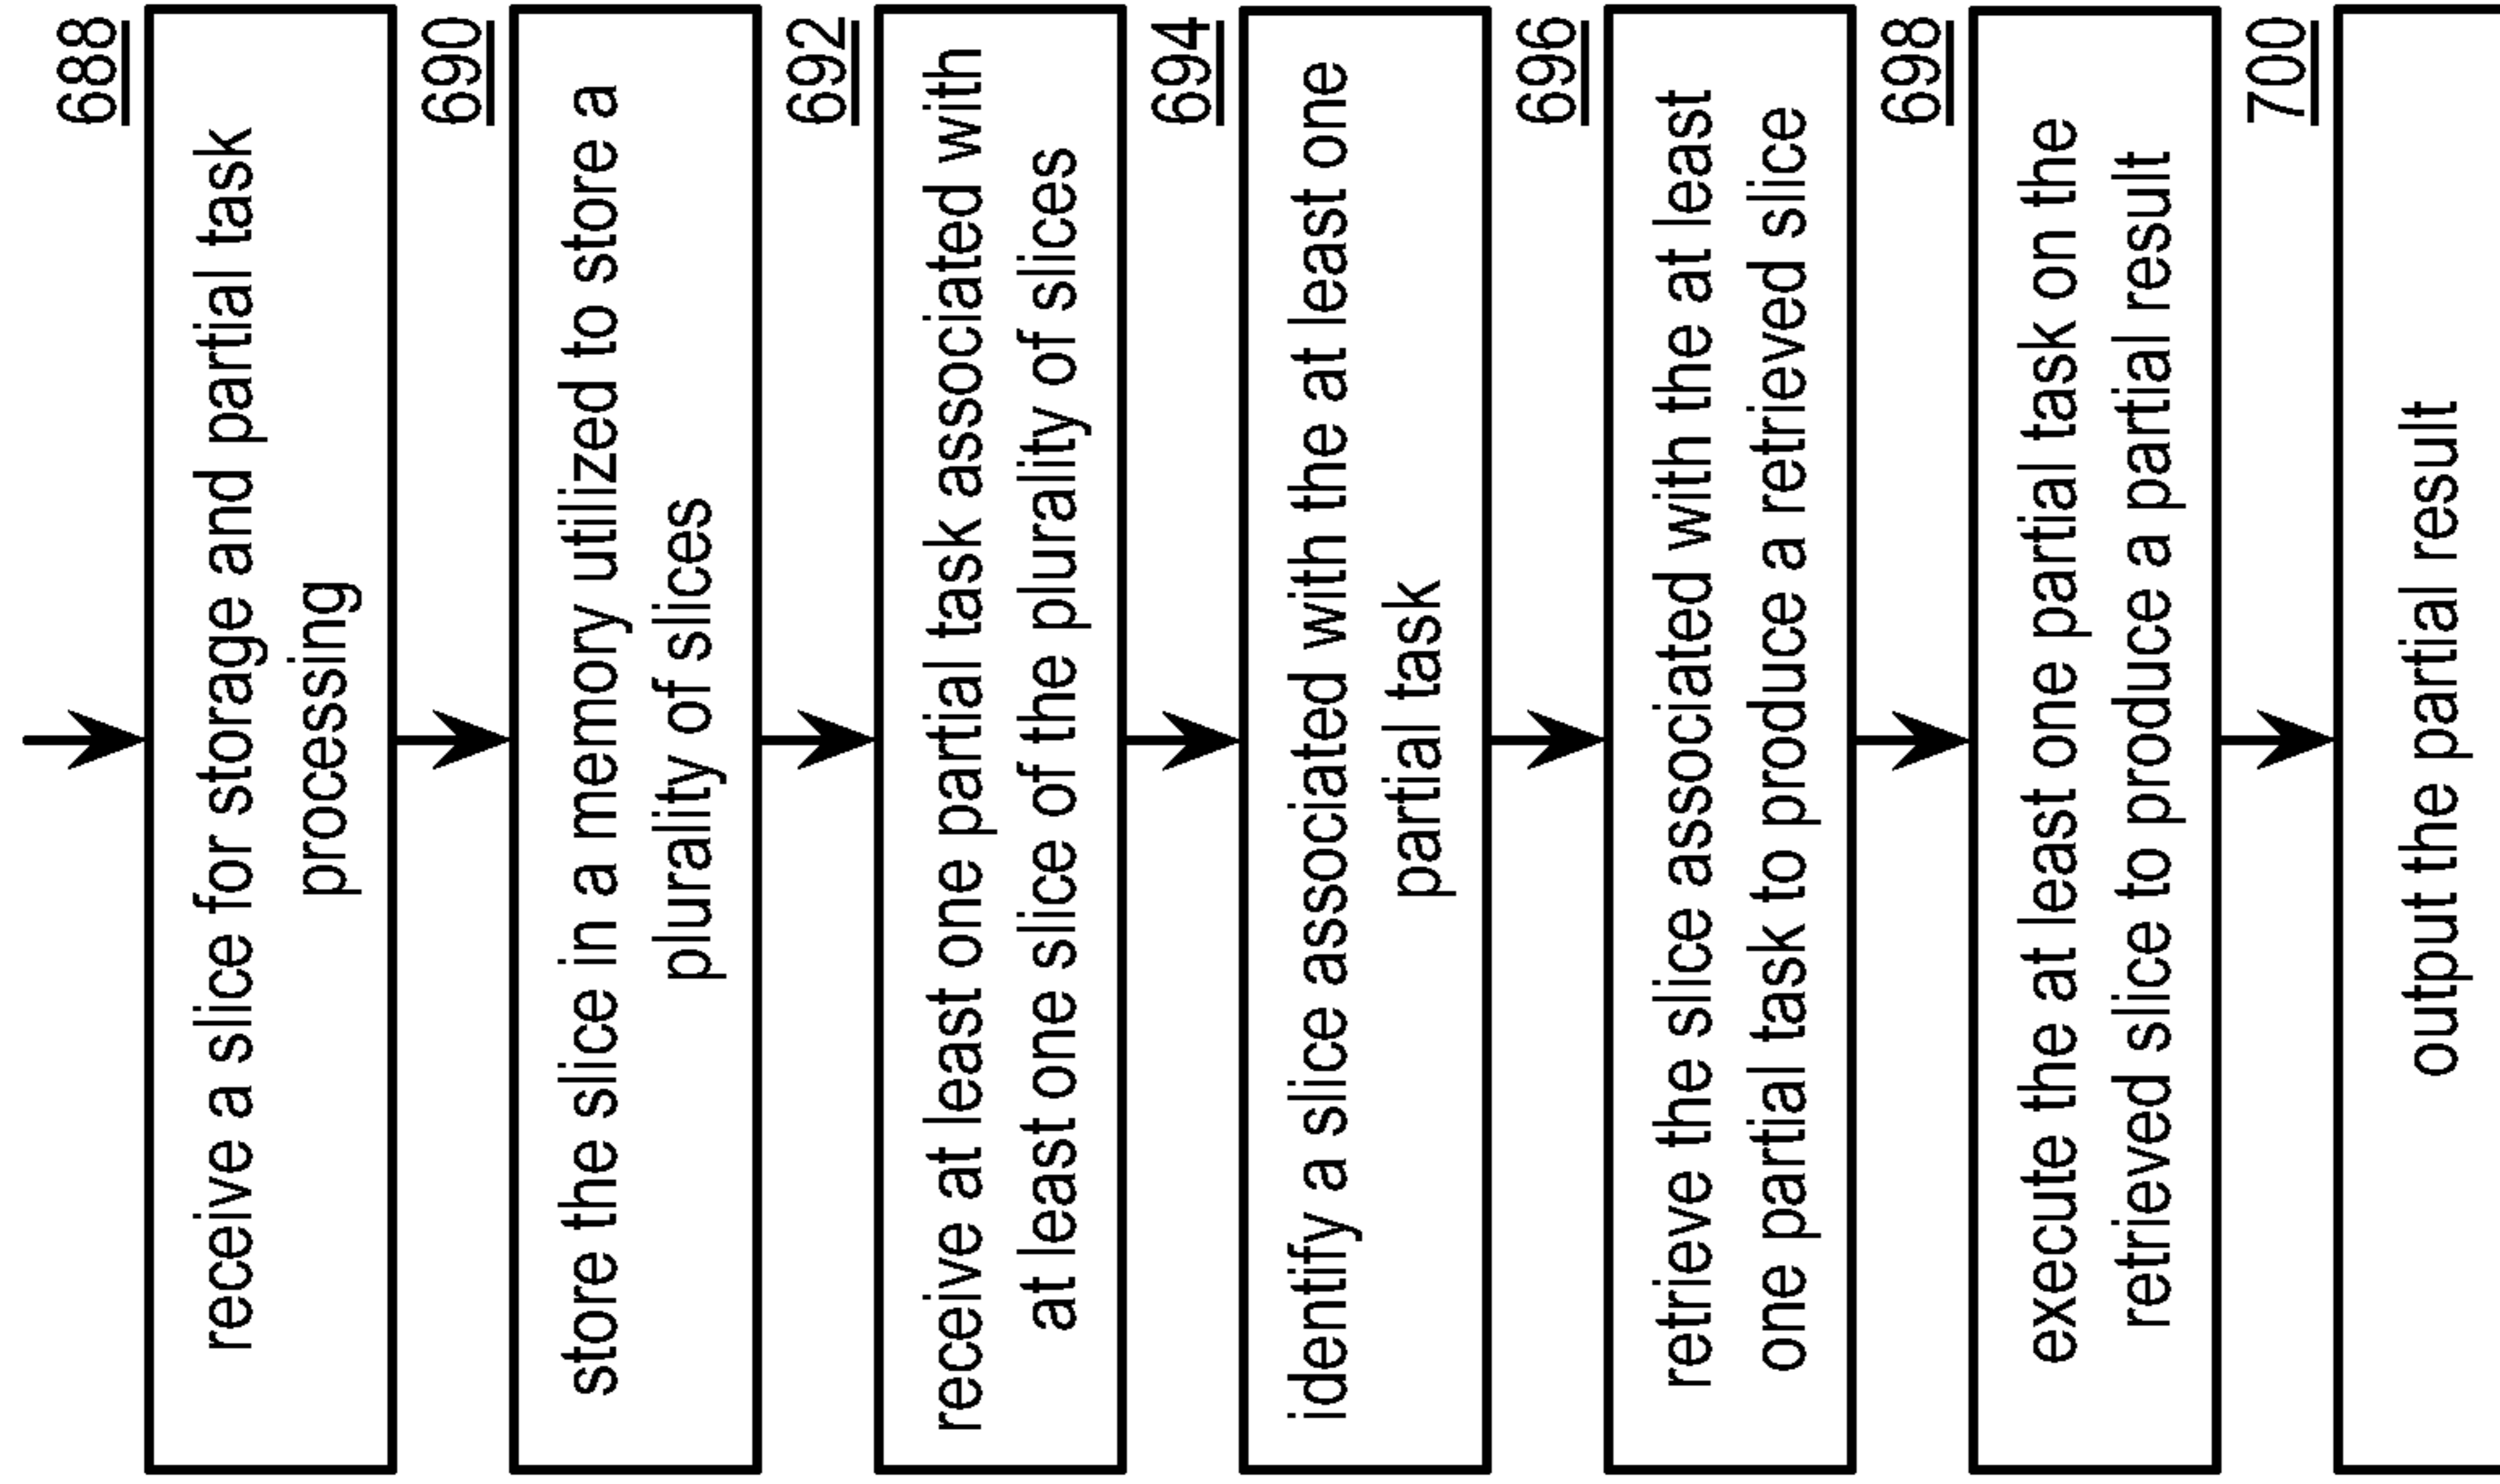 688
receive a slice for storage and partial task
processing
690
store the slice in a memory utilized to store a
plurality of slices
692
receive at least one partial task associated with
at least one slice of the plurality of slices
694
identify a slice associated with the at least one
partial task
696
retrieve the slice associated with the at least
one partial task to produce a retrieved slice
698
execute the at least one partial task on the
retrieved slice to produce a partial result
700
output the partial result